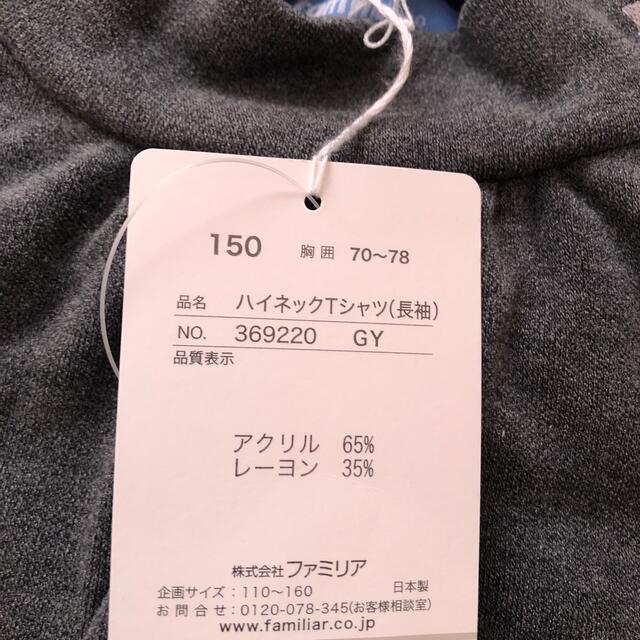 150 胸囲 70～78
品名 ハイネックTシャツ(長袖)
NO. 369220 GY
品質表示
アクリル 65%
レーヨン 35%
株式会社ファミリア
企画サイズ：110～160 日本製
お問合せ：0120-078-345(お客様相談室)
www.familiar.co.jp